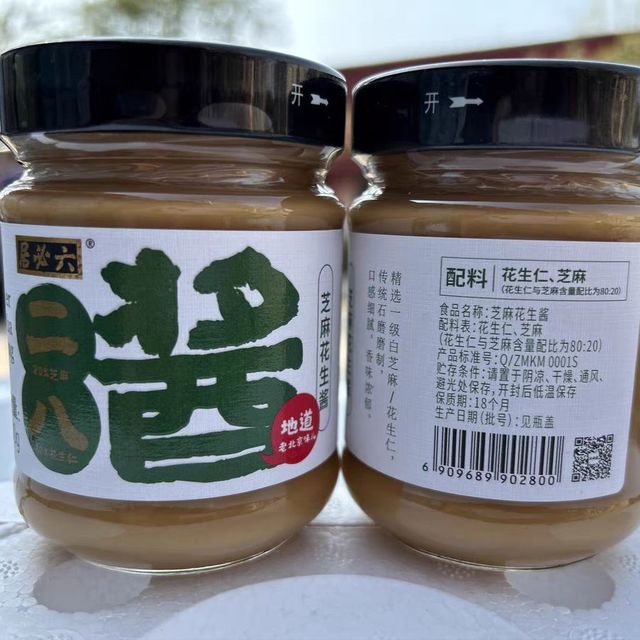 开
六必居®
二八
酱
20%芝麻
芝麻花生酱
地道
老北京味儿
开
精选一级白芝麻/花生仁，
传统石磨磨制，
口感细腻，香味浓郁。
配料
花生仁、芝麻
(花生仁与芝麻含量配比为80:20)
食品名称:芝麻花生酱
配料表:花生仁、芝麻
(花生仁与芝麻含量配比为80:20)
产品标准号:Q/ZMKM 0001S
贮存条件:请置于阴凉、干燥、通风、
避光处保存,开封后低温保存
保质期:18个月
生产日期(批号):见瓶盖
6 909689 902800